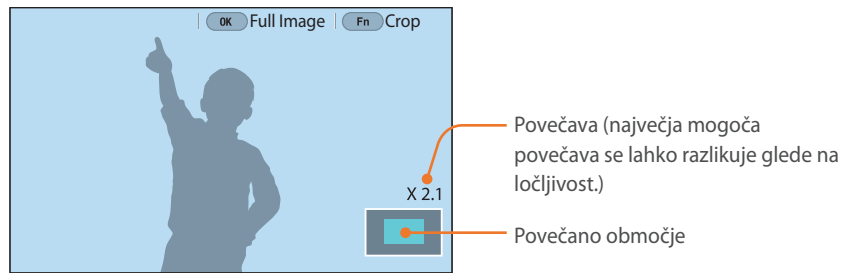 OK Full Image Fn Crop
Povečava (največja mogoča
povečava se lahko razlikuje glede na
ločljivost.)
X 2.1
Povečano območje